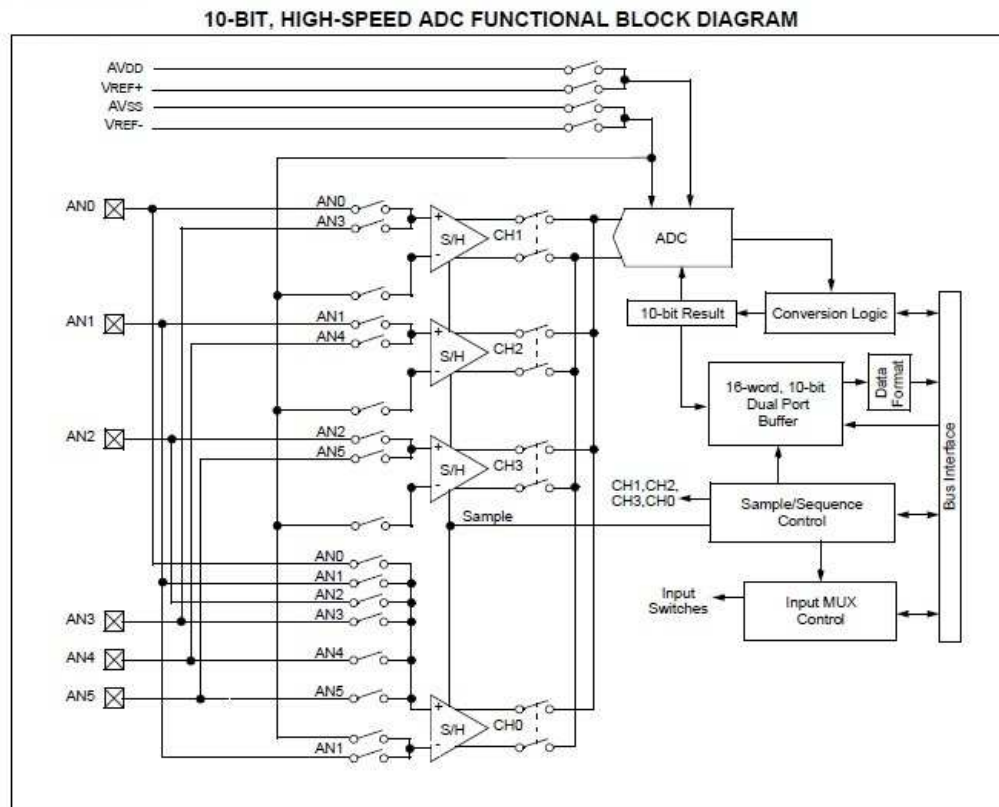 10-BIT, HIGH-SPEED ADC FUNCTIONAL BLOCK DIAGRAM
AVDD
VREF+
AVSS
VREF-
AN0
AN0
AN3
+
-
S/H
CH1
ADC
AN1
AN1
AN4
+
-
S/H
CH2
10-bit Result
Conversion Logic
16-word, 10-bit
Dual Port
Buffer
Data
Format
AN2
AN2
AN5
+
-
S/H
CH3
Bus Interface
CH1,CH2,
CH3,CH0
Sample/Sequence
Control
Sample
AN0
AN1
AN2
AN3
AN3
Input
Switches
Input MUX
Control
AN4
AN4
AN5
AN5
+
-
S/H
CH0
AN1